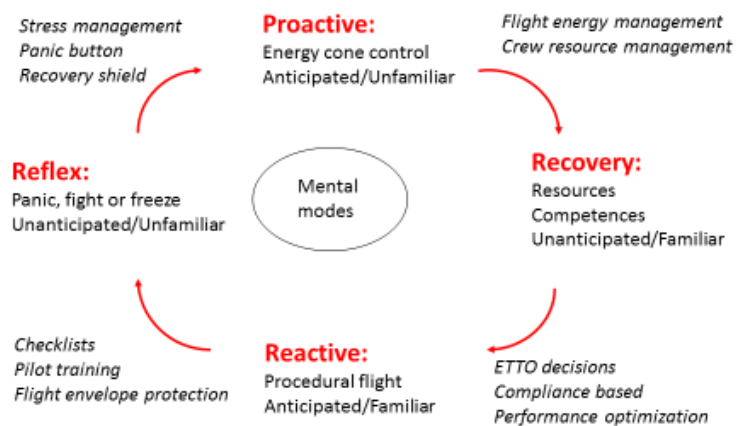 Stress management
Panic button
Recovery shield
Proactive:
Energy cone control
Anticipated/Unfamiliar
Flight energy management
Crew resource management
Reflex:
Panic, fight or freeze
Unanticipated/Unfamiliar
Mental
modes
Recovery:
Resources
Competences
Unanticipated/Familiar
Checklists
Pilot training
Flight envelope protection
Reactive:
Procedural flight
Anticipated/Familiar
ETTO decisions
Compliance based
Performance optimization